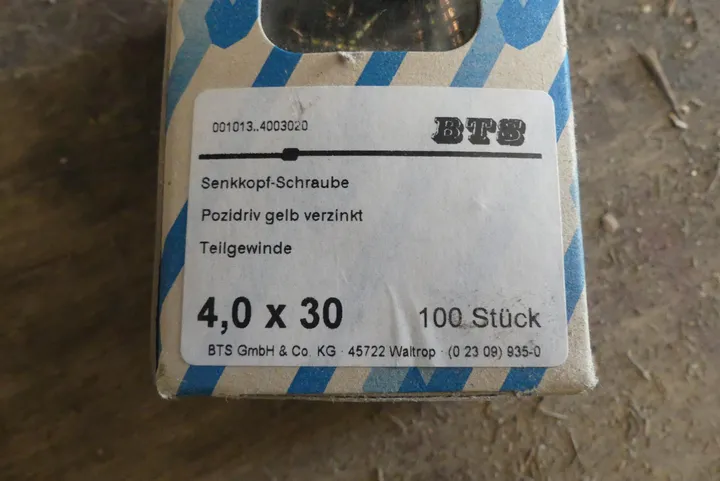 001013..4003020
BTS
Senkkopf-Schraube
Pozidriv gelb verzinkt
Teilgewinde
4,0 x 30
100 Stück
BTS GmbH & Co. KG · 45722 Waltrop · (0 23 09) 935-0